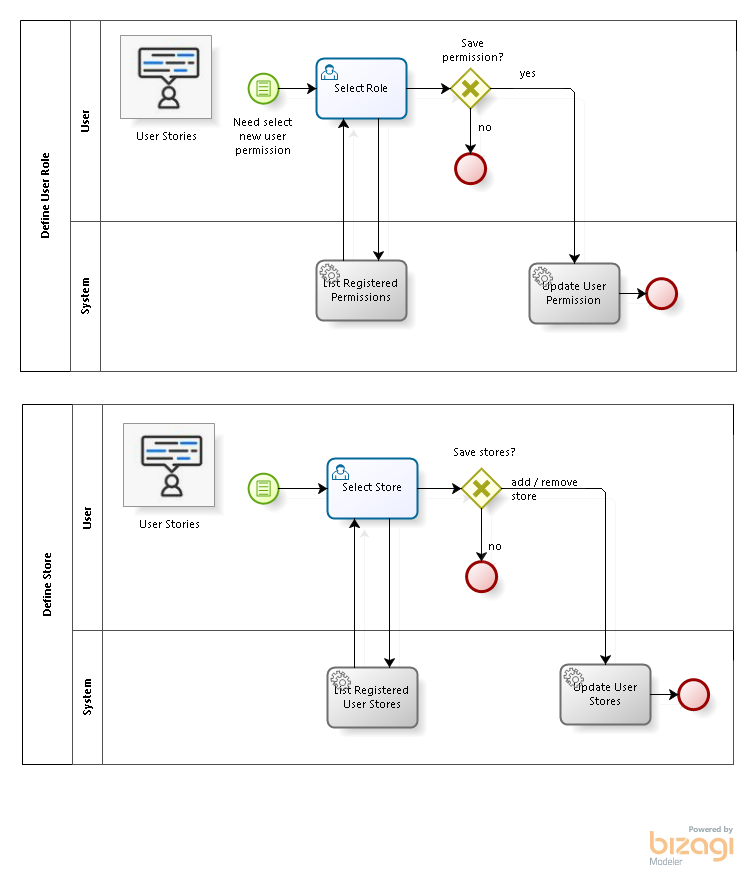 Define User Role
User
System
User Stories
Need select
new user
permission
Select Role
Save
permission?
yes
no
List Registered
Permissions
Update User
Permission
Define Store
User
System
User Stories
Select Store
Save stores?
add / remove
store
no
List Registered
User Stores
Update User
Stores
Powered by
bizagi
Modeler